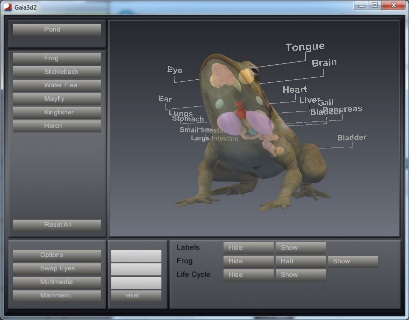 Gaia3d2
Pond
Frog
Stickleback
Water Flea
Mayfly
Kingfisher
Heron
Reset All
Options
Swap Eyes
Multimedia
Mainmenu
reset
Tongue
Brain
Eye
Heart
Ear
Liver
Gall
Bladder
Pancreas
Lungs
Stomach
Small Intestine
Large Intestine
Bladder
Labels Hide Show
Frog Hide Half Show
Life Cycle Hide Show